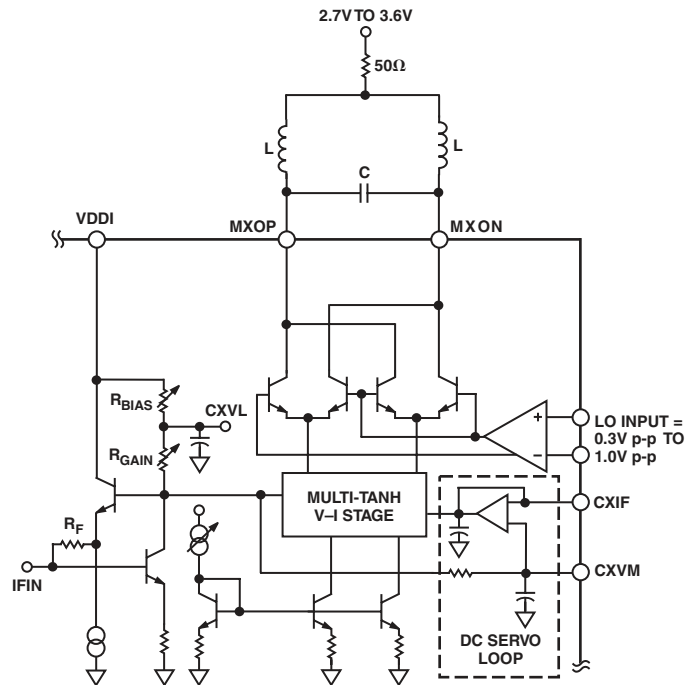 2.7V TO 3.6V
50Ω
L
L
C
VDDI
MXOP
MXON
RBIAS
CXVL
RGAIN
+
LO INPUT =
0.3V p-p TO
–
1.0V p-p
MULTI-TANH
V–I STAGE
CXIF
RF
IFIN
CXVM
DC SERVO
LOOP